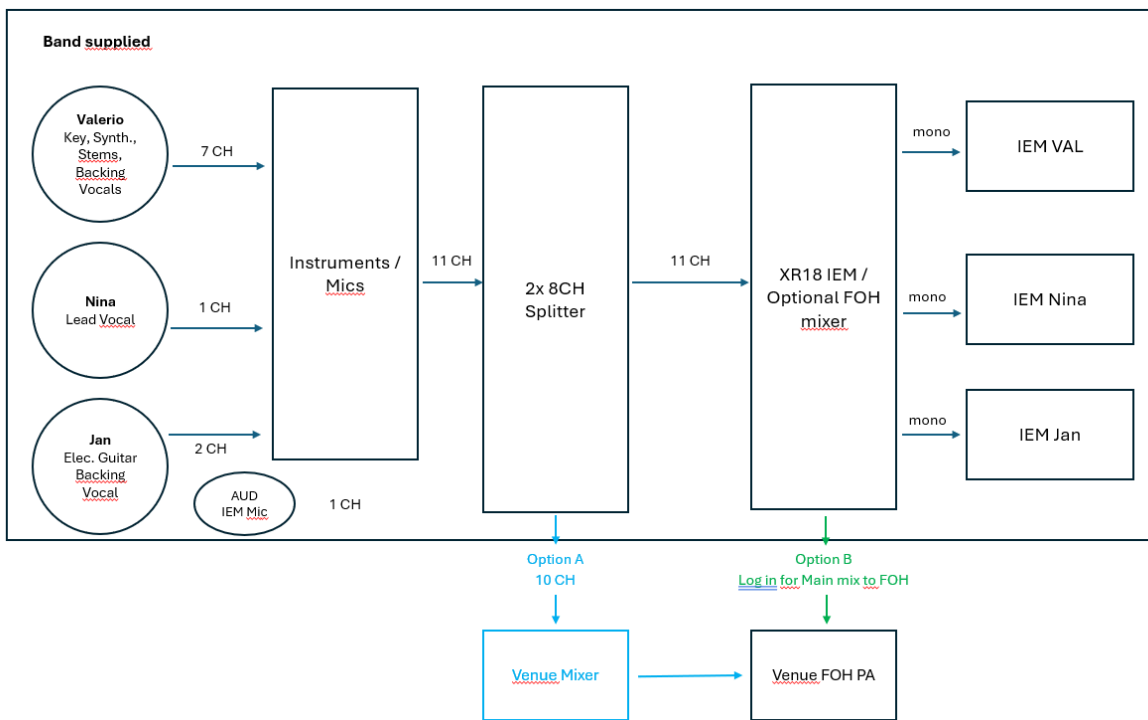 Band supplied
Valerio
Key, Synth.,
Stems,
Backing
Vocals
7 CH
Nina
Lead Vocal
1 CH
Jan
Elec. Guitar
Backing
Vocal
2 CH
AUD
IEM Mic
1 CH
Instruments /
Mics
11 CH
2x 8CH
Splitter
11 CH
XR18 IEM /
Optional FOH
mixer
mono
IEM VAL
mono
IEM Nina
mono
IEM Jan
Option A
10 CH
Option B
Log in for Main mix to FOH
Venue Mixer
Venue FOH PA